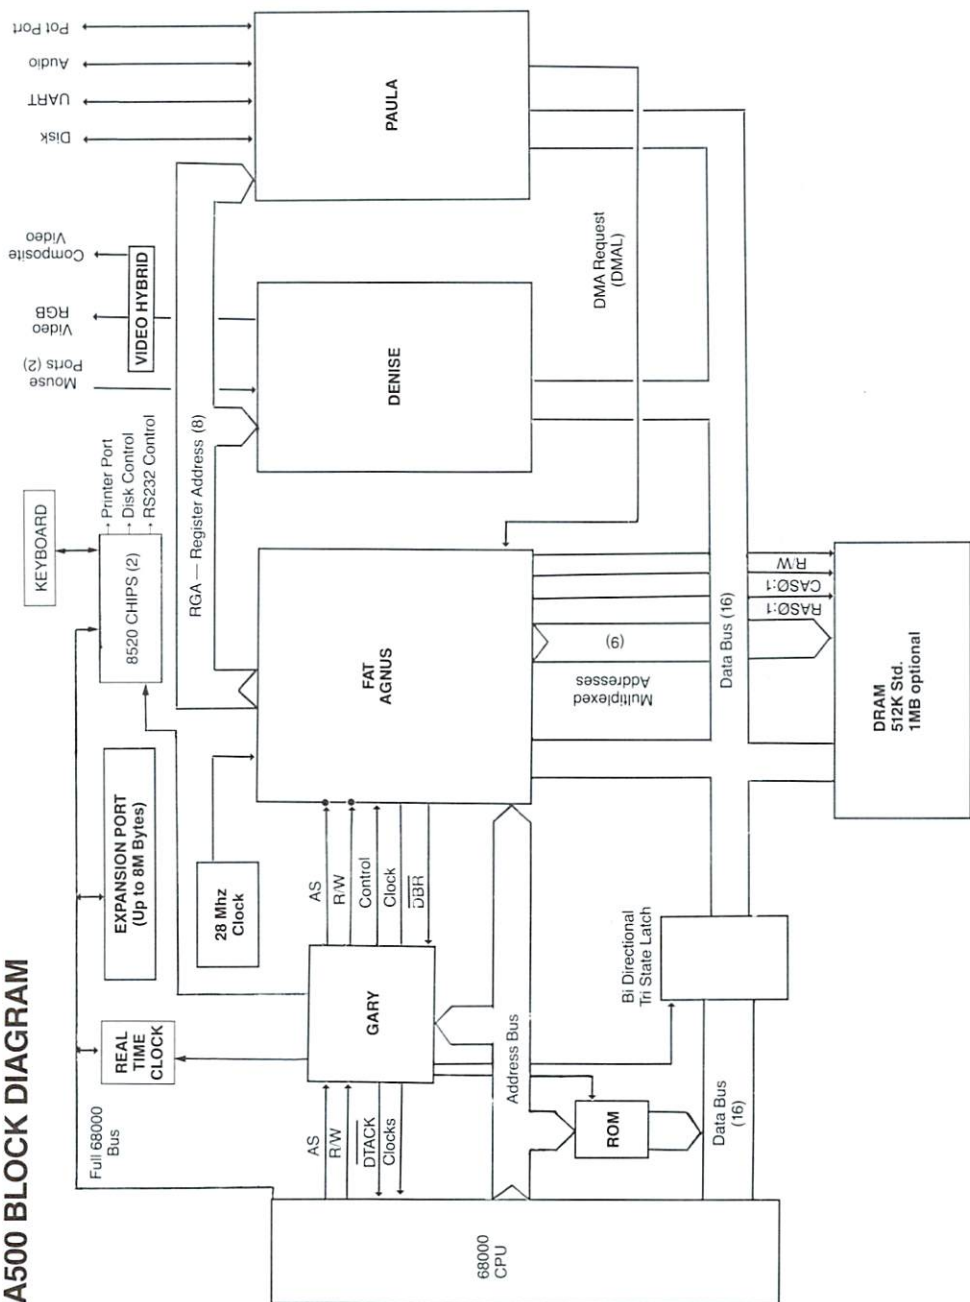 A500 BLOCK DIAGRAM
Full 68000
Bus
68000
CPU
AS
R/W
DTACK
Clocks
REAL
TIME
CLOCK
GARY
EXPANSION PORT
(Up to 8M Bytes)
28 Mhz
Clock
AS
R/W
Control
Clock
DBR
Address Bus
ROM
Data Bus
(16)
Bi Directional
Tri State Latch
KEYBOARD
8520 CHIPS (2)
Printer Port
Disk Control
RS232 Control
RGA — Register Address (8)
FAT
AGNUS
Multiplexed
Addresses
(9)
RASØ:1
CASØ:1
R/W
Data Bus (16)
DRAM
512K Std.
1MB optional
DENISE
Mouse
Ports (2)
RGB
Video
VIDEO HYBRID
Composite
Video
DMA Request
(DMAL)
PAULA
Disk
UART
Audio
Pot Port